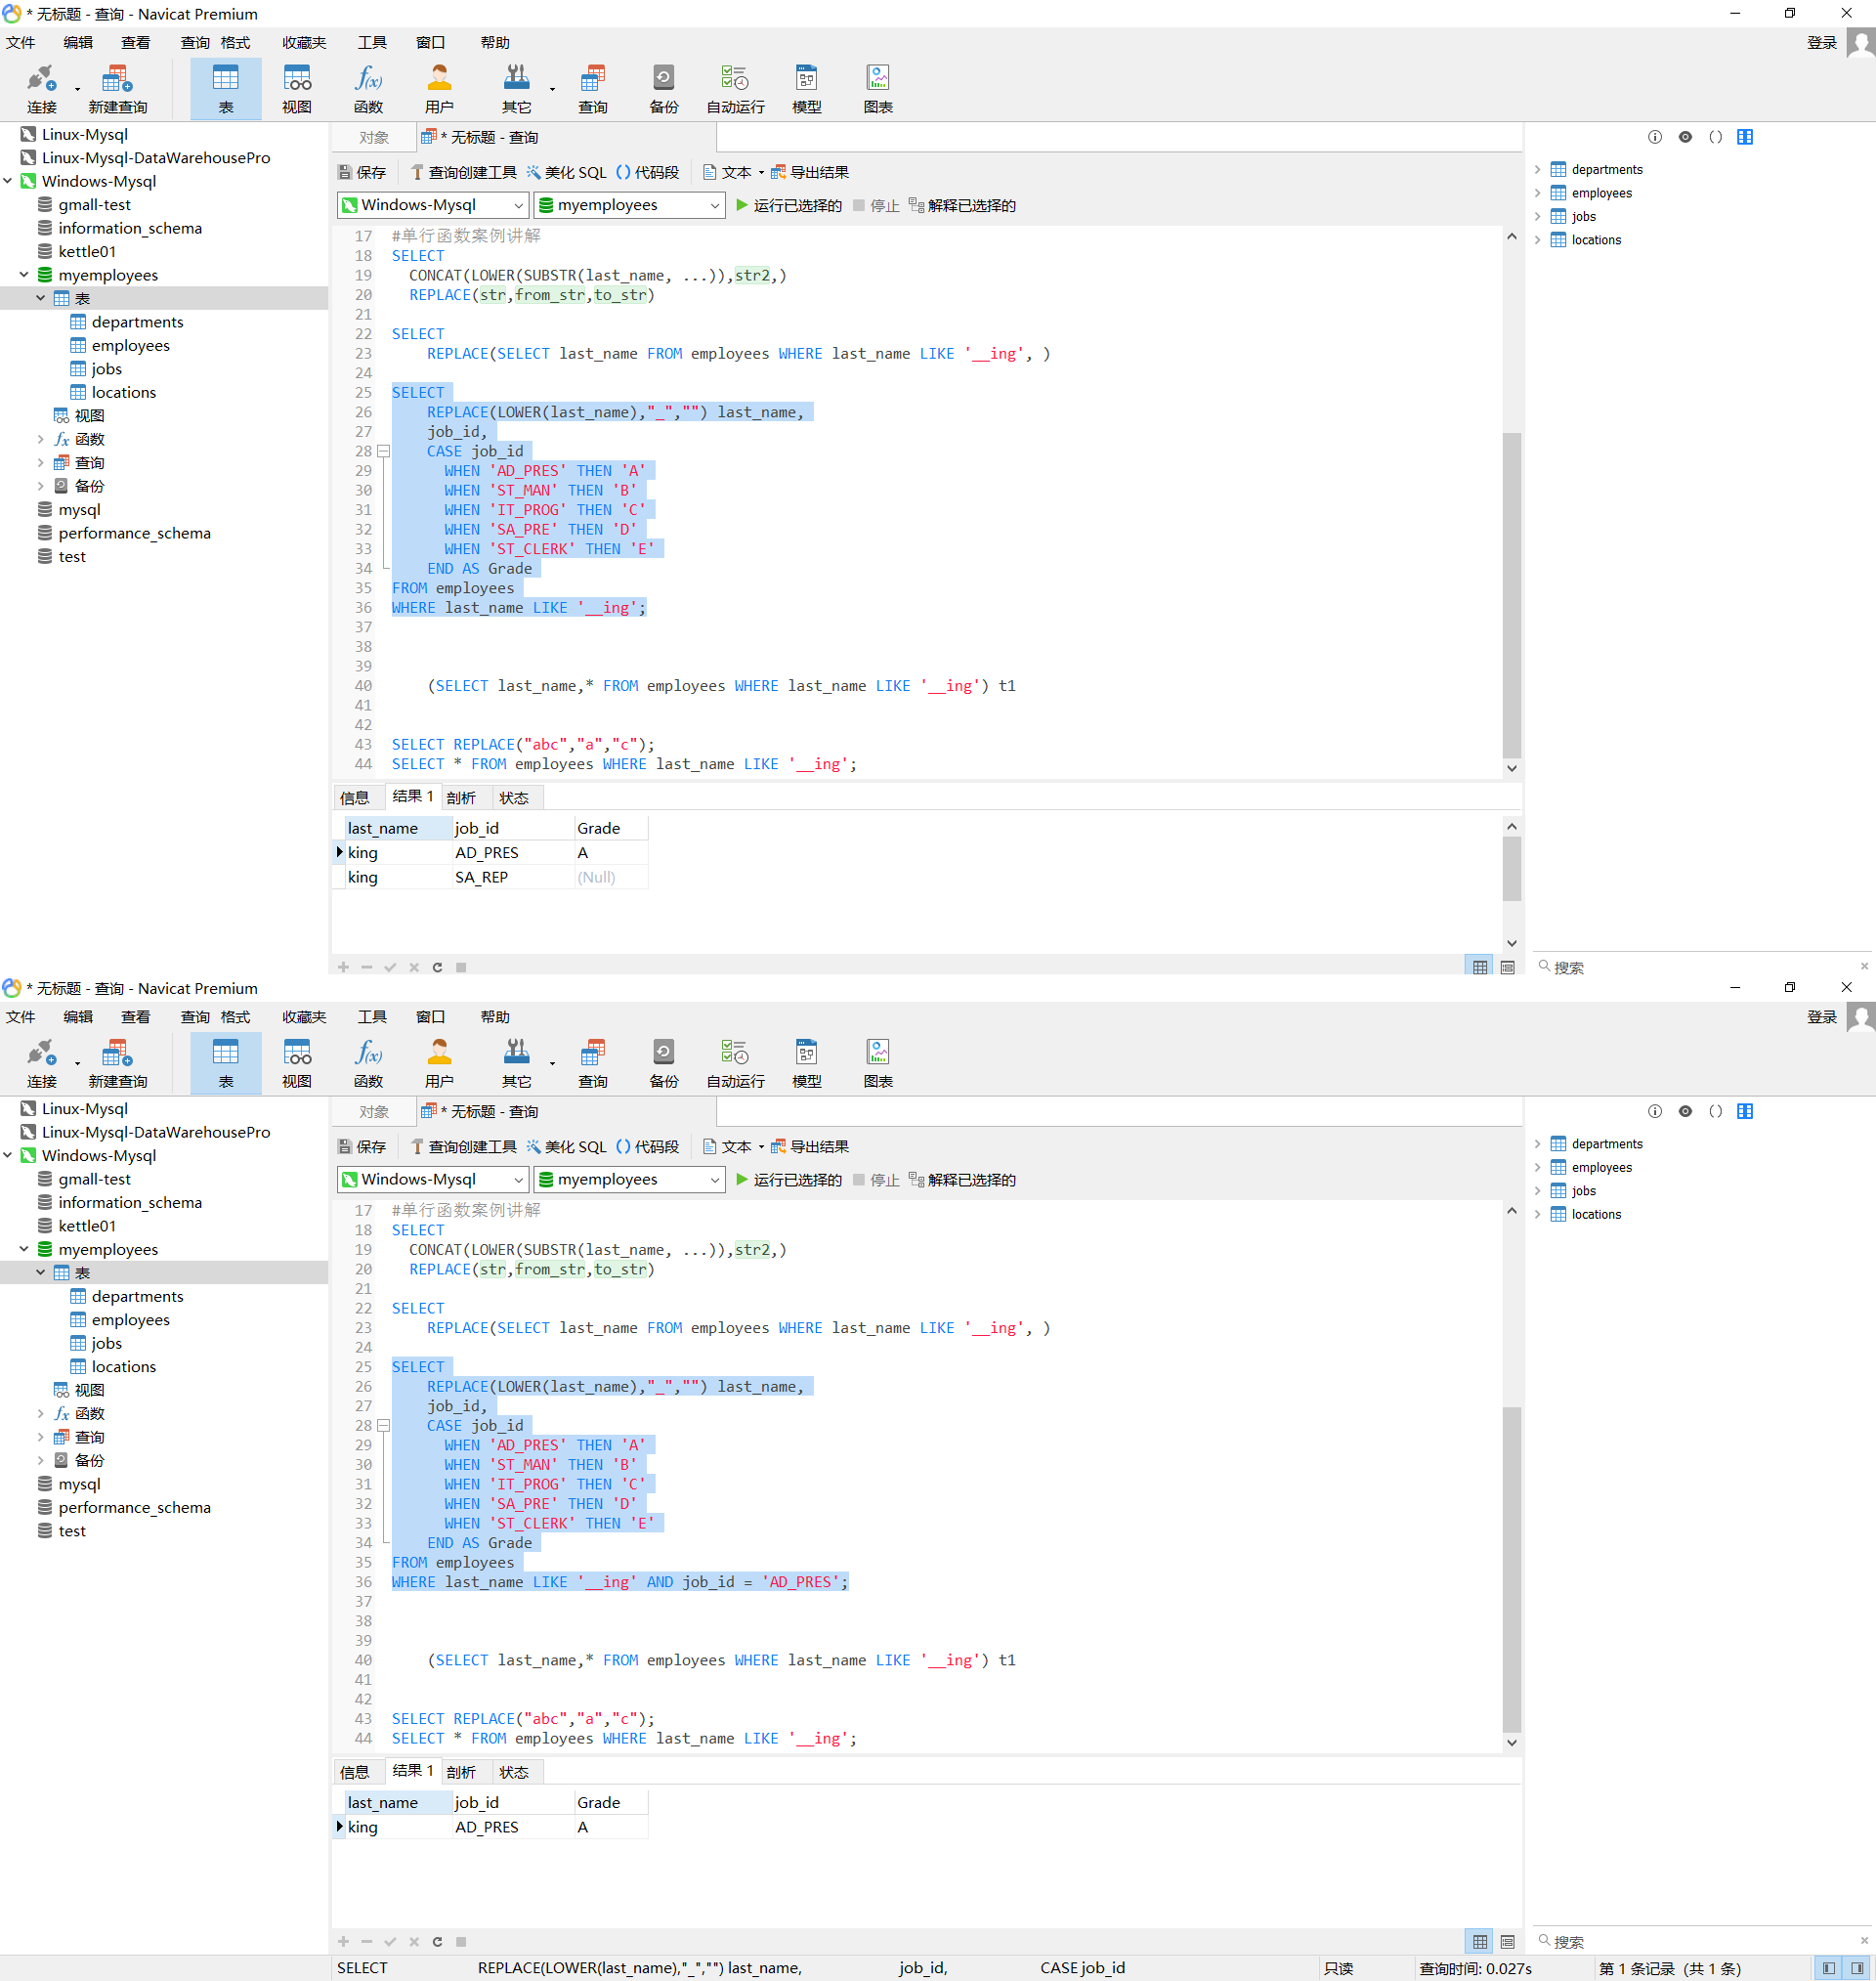 * 无标题 - 查询 - Navicat Premium
文件 编辑 查看 查询 格式 收藏夹 工具 窗口 帮助 登录
连接 新建查询 表 视图 函数 用户 其它 查询 备份 自动运行 模型 图表
Linux-Mysql
Linux-Mysql-DataWarehousePro
Windows-Mysql
gmall-test
information_schema
kettle01
myemployees
表
departments
employees
jobs
locations
视图
函数
查询
备份
mysql
performance_schema
test
对象 * 无标题 - 查询
保存 查询创建工具 美化 SQL () 代码段 文本 导出结果
Windows-Mysql myemployees 运行已选择的 停止 解释已选择的
17 #单行函数案例讲解
18 SELECT
19 CONCAT(LOWER(SUBSTR(last_name, ...)),str2,)
20 REPLACE(str,from_str,to_str)
21
22 SELECT
23 REPLACE(SELECT last_name FROM employees WHERE last_name LIKE '__ing', )
24
25 SELECT
26 REPLACE(LOWER(last_name),"_","") last_name,
27 job_id,
28 CASE job_id
29 WHEN 'AD_PRES' THEN 'A'
30 WHEN 'ST_MAN' THEN 'B'
31 WHEN 'IT_PROG' THEN 'C'
32 WHEN 'SA_PRE' THEN 'D'
33 WHEN 'ST_CLERK' THEN 'E'
34 END AS Grade
35 FROM employees
36 WHERE last_name LIKE '__ing';
37
38
39
40 (SELECT last_name,* FROM employees WHERE last_name LIKE '__ing') t1
41
42
43 SELECT REPLACE("abc","a","c");
44 SELECT * FROM employees WHERE last_name LIKE '__ing';
信息 结果 1 剖析 状态
last_name job_id Grade
king AD_PRES A
king SA_REP (Null)
departments
employees
jobs
locations
搜索
* 无标题 - 查询 - Navicat Premium
文件 编辑 查看 查询 格式 收藏夹 工具 窗口 帮助 登录
连接 新建查询 表 视图 函数 用户 其它 查询 备份 自动运行 模型 图表
Linux-Mysql
Linux-Mysql-DataWarehousePro
Windows-Mysql
gmall-test
information_schema
kettle01
myemployees
表
departments
employees
jobs
locations
视图
函数
查询
备份
mysql
performance_schema
test
对象 * 无标题 - 查询
保存 查询创建工具 美化 SQL () 代码段 文本 导出结果
Windows-Mysql myemployees 运行已选择的 停止 解释已选择的
17 #单行函数案例讲解
18 SELECT
19 CONCAT(LOWER(SUBSTR(last_name, ...)),str2,)
20 REPLACE(str,from_str,to_str)
21
22 SELECT
23 REPLACE(SELECT last_name FROM employees WHERE last_name LIKE '__ing', )
24
25 SELECT
26 REPLACE(LOWER(last_name),"_","") last_name,
27 job_id,
28 CASE job_id
29 WHEN 'AD_PRES' THEN 'A'
30 WHEN 'ST_MAN' THEN 'B'
31 WHEN 'IT_PROG' THEN 'C'
32 WHEN 'SA_PRE' THEN 'D'
33 WHEN 'ST_CLERK' THEN 'E'
34 END AS Grade
35 FROM employees
36 WHERE last_name LIKE '__ing' AND job_id = 'AD_PRES';
37
38
39
40 (SELECT last_name,* FROM employees WHERE last_name LIKE '__ing') t1
41
42
43 SELECT REPLACE("abc","a","c");
44 SELECT * FROM employees WHERE last_name LIKE '__ing';
信息 结果 1 剖析 状态
last_name job_id Grade
king AD_PRES A
departments
employees
jobs
locations
搜索
SELECT REPLACE(LOWER(last_name),"_","") last_name, job_id, CASE job_id 只读 查询时间: 0.027s 第 1 条记录 (共 1 条)